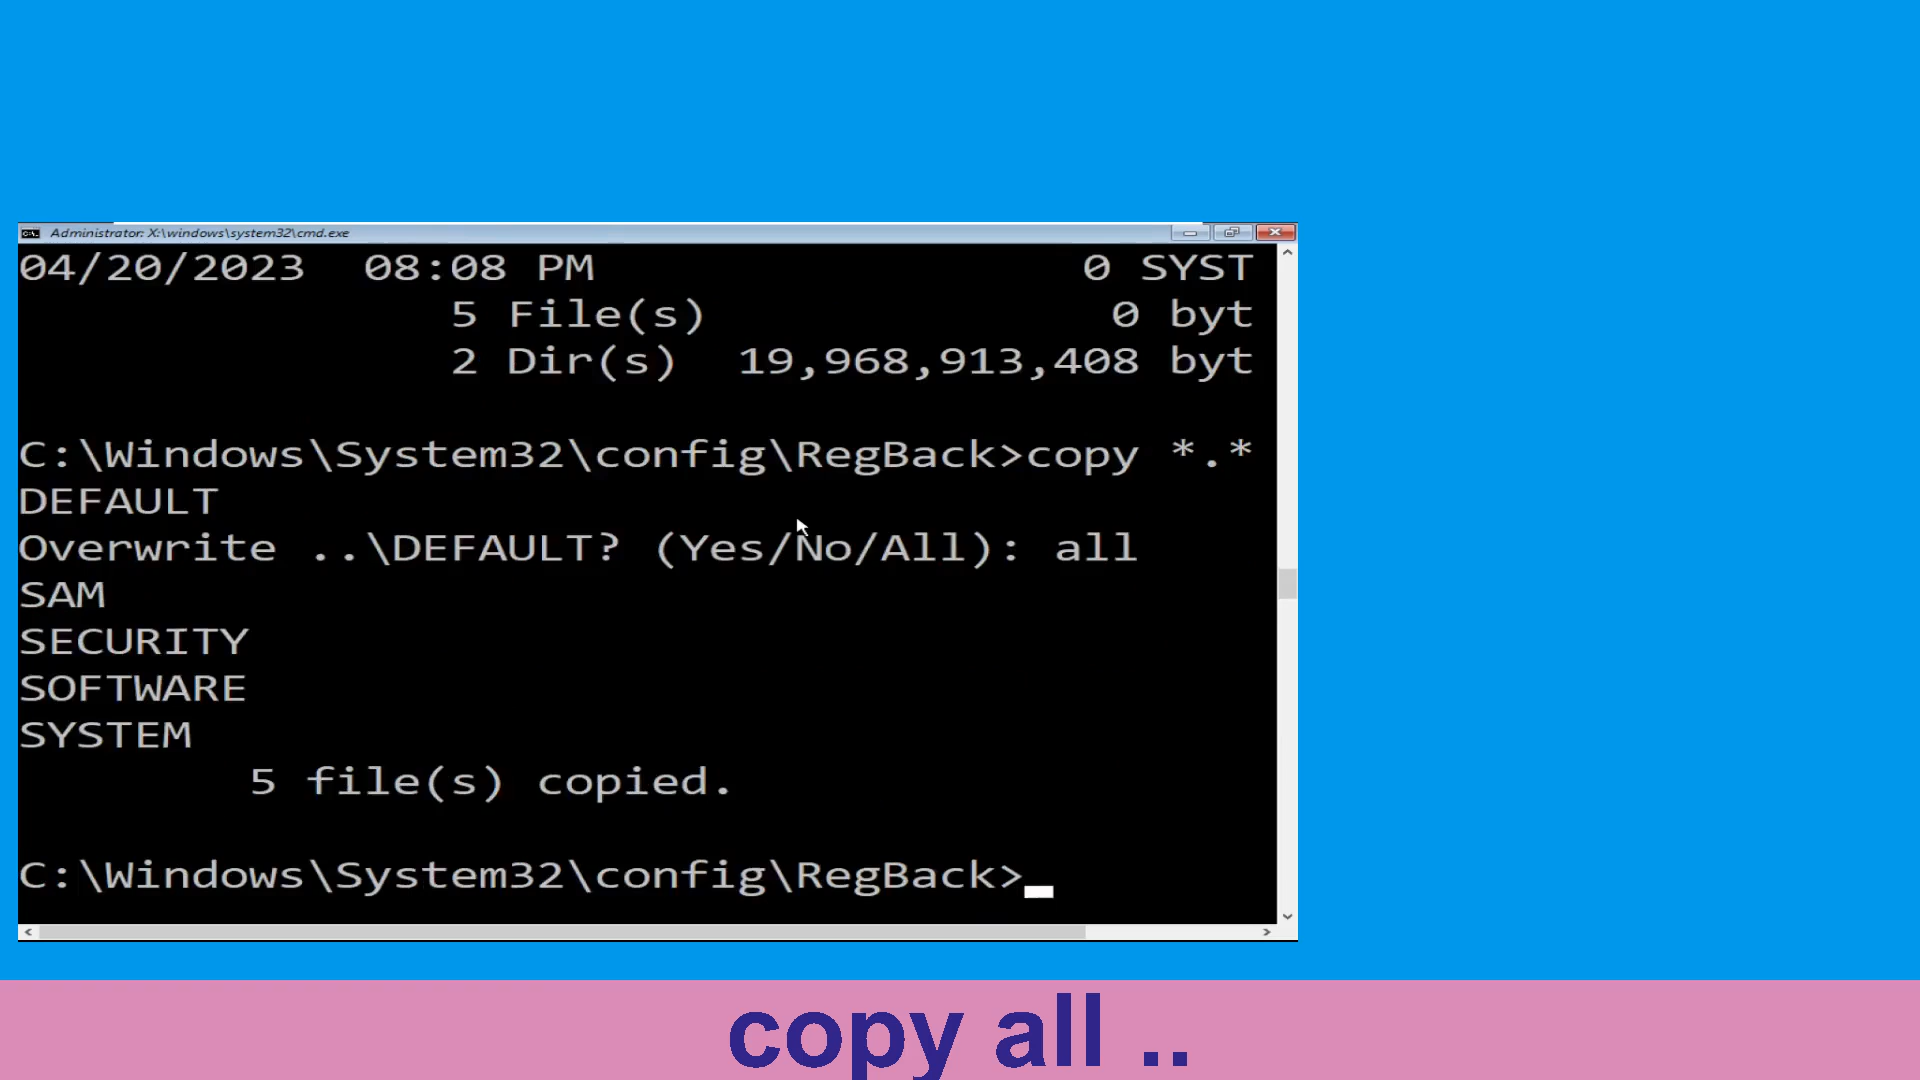 Administrator: X:\windows\system32\cmd.exe
04/20/2023 08:08 PM 0 SYST
5 File(s) 0 byt
2 Dir(s) 19,968,913,408 byt
C:\Windows\System32\config\RegBack>copy *.*
DEFAULT
Overwrite ..\DEFAULT? (Yes/No/All): all
SAM
SECURITY
SOFTWARE
SYSTEM
5 file(s) copied.
C:\Windows\System32\config\RegBack>
copy all ..